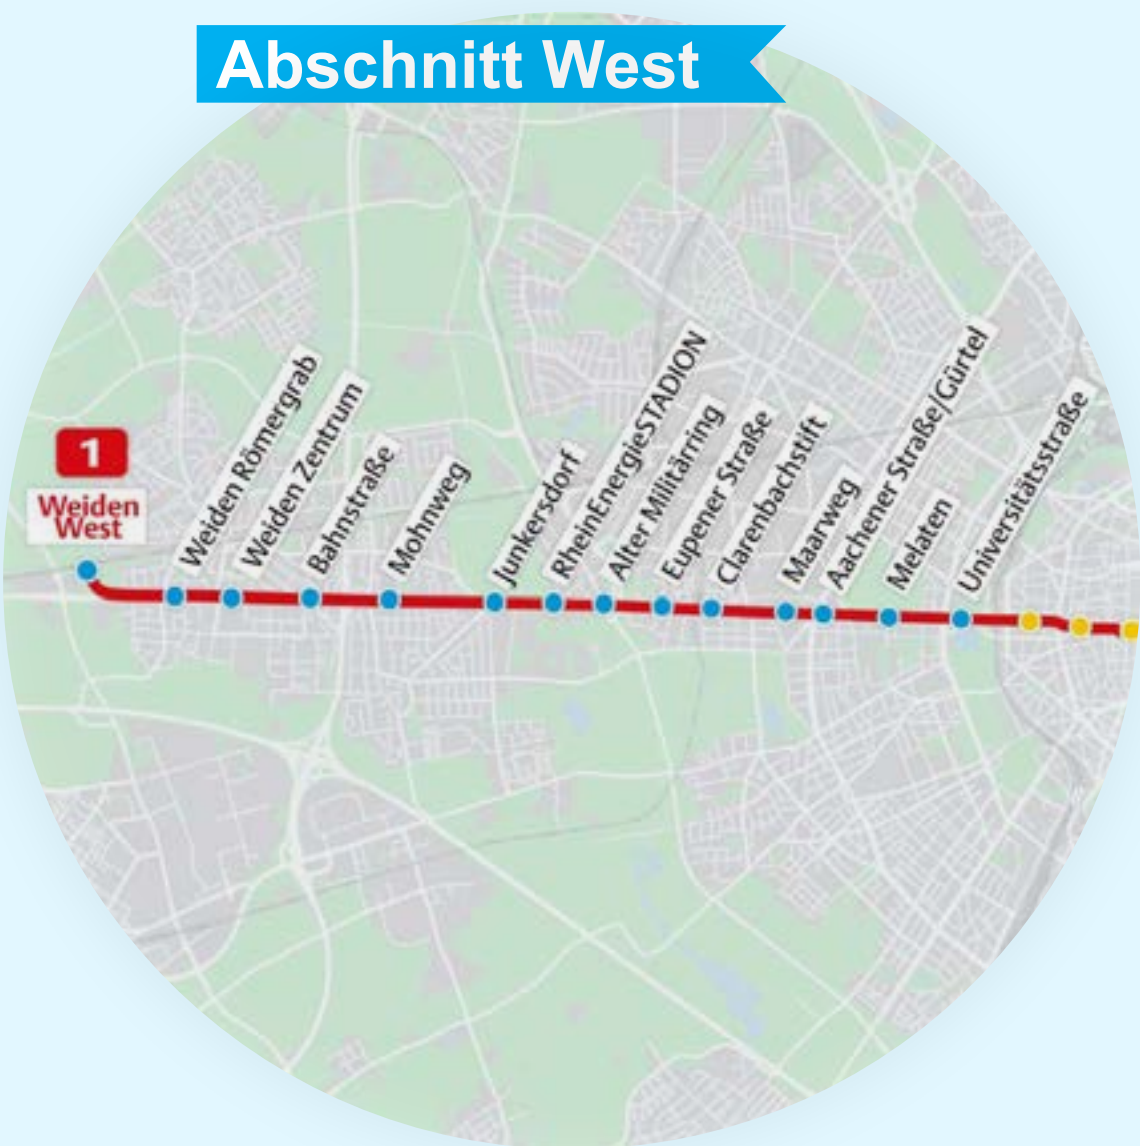 Abschnitt West
1
Weiden
West
Weiden Römergrab
Weiden Zentrum
Bahnstraße
Mohnweg
Junkersdorf
RheinEnergieSTADION
Alter Militärring
Eupener Straße
Clarenbachstift
Maarweg
Aachener Straße/Gürtel
Melaten
Universitätsstraße